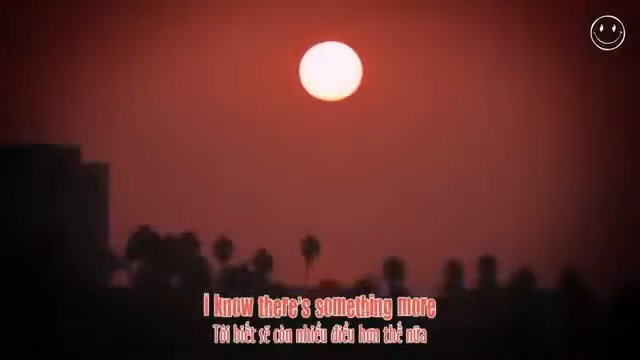 I know there's something more
Tôi biết sẽ còn nhiều điều hơn thế nữa